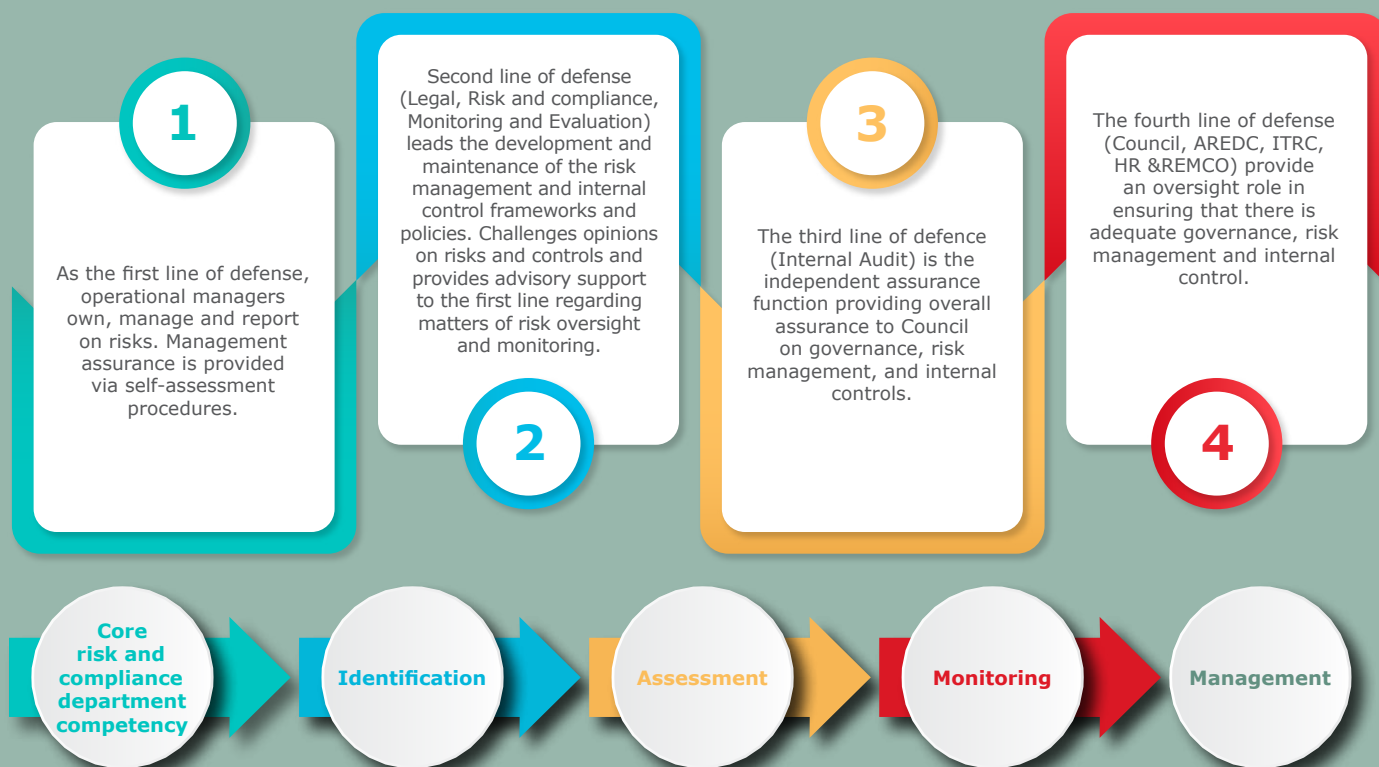 1
As the first line of defense,
operational managers
own, manage and report
on risks. Management
assurance is provided
via self-assessment
procedures.
Second line of defense
(Legal, Risk and compliance,
Monitoring and Evaluation)
leads the development and
maintenance of the risk
management and internal
control frameworks and
policies. Challenges opinions
on risks and controls and
provides advisory support
to the first line regarding
matters of risk oversight
and monitoring.
2
3
The third line of defence
(Internal Audit) is the
independent assurance
function providing overall
assurance to Council
on governance, risk
management, and internal
controls.
The fourth line of defense
(Council, AREDC, ITRC,
HR &REMCO) provide
an oversight role in
ensuring that there is
adequate governance, risk
management and internal
control.
4
Core
risk and
compliance
department
competency
Identification
Assessment
Monitoring
Management